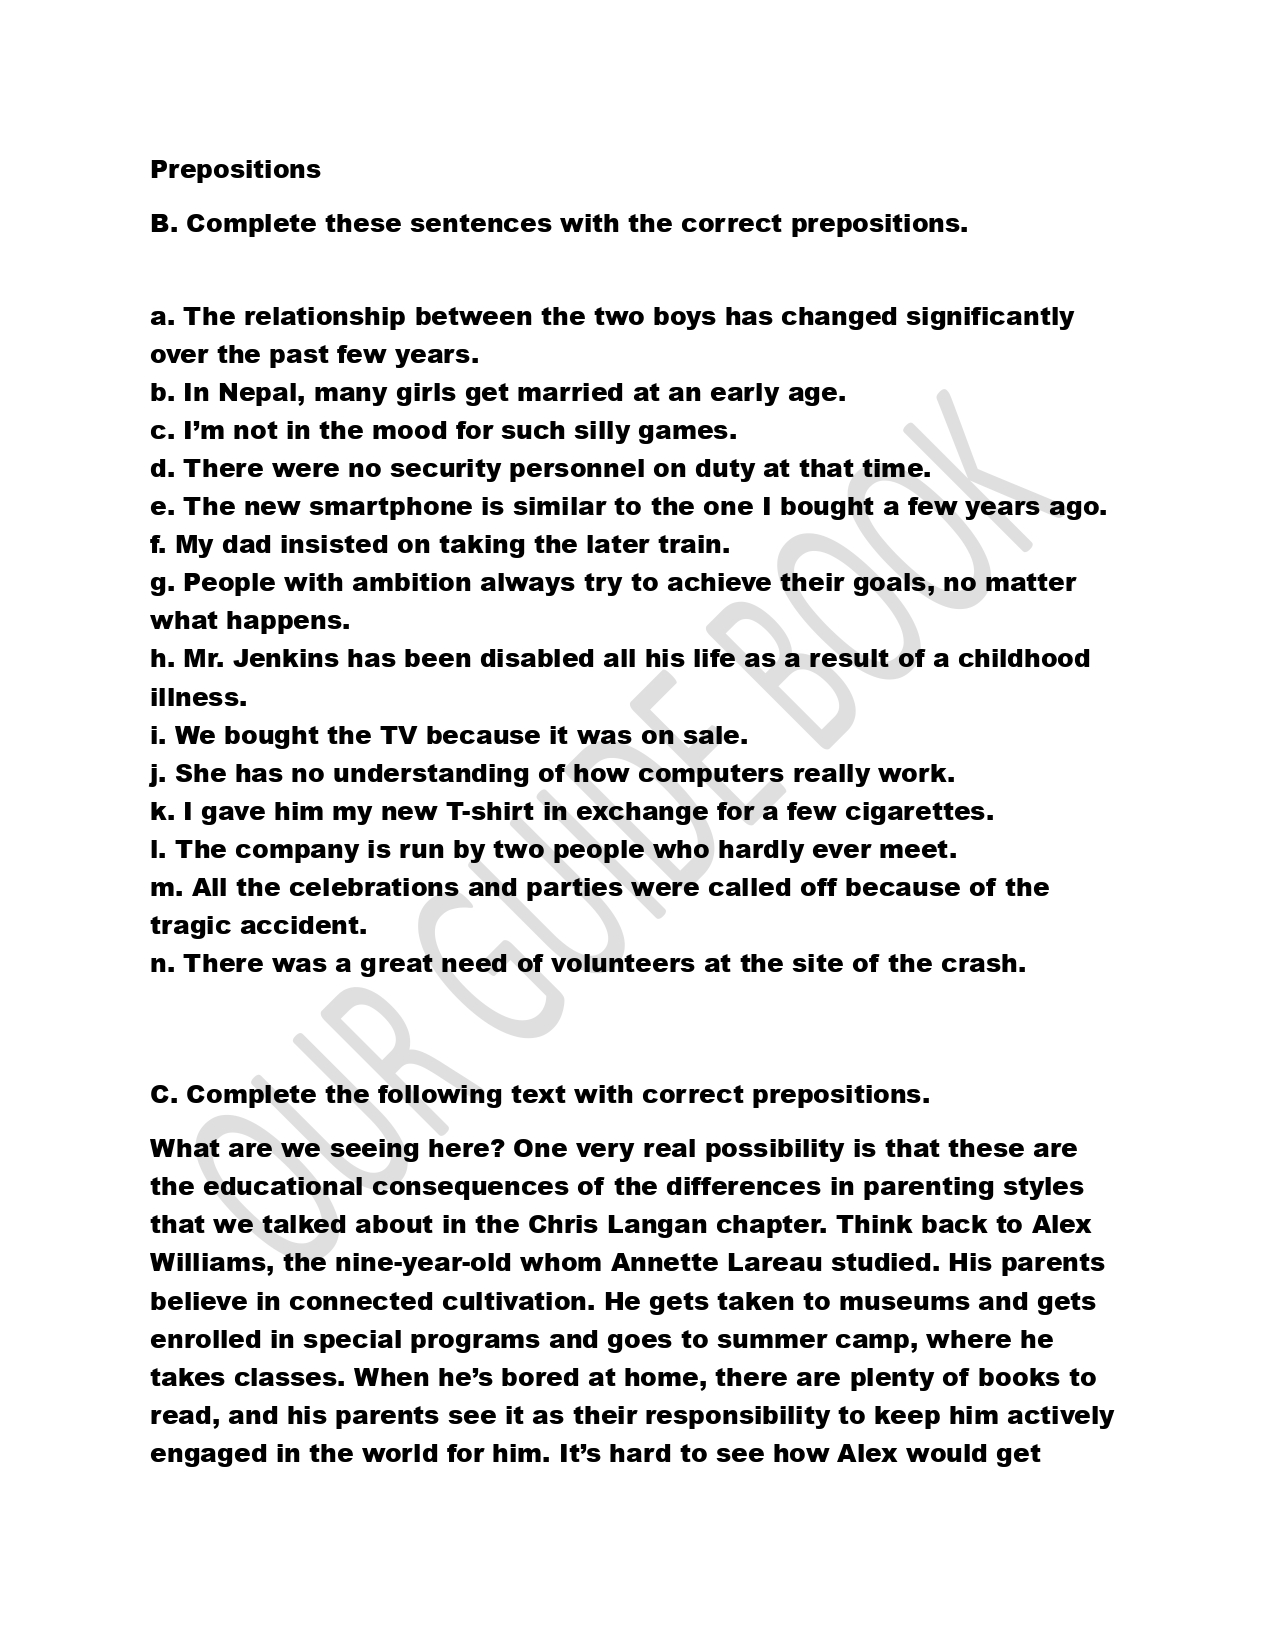 Prepositions
B. Complete these sentences with the correct prepositions.
a. The relationship between the two boys has changed significantly
over the past few years.
b. In Nepal, many girls get married at an early age.
c. I’m not in the mood for such silly games.
d. There were no security personnel on duty at that time.
e. The new smartphone is similar to the one I bought a few years ago.
f. My dad insisted on taking the later train.
g. People with ambition always try to achieve their goals, no matter
what happens.
h. Mr. Jenkins has been disabled all his life as a result of a childhood
illness.
i. We bought the TV because it was on sale.
j. She has no understanding of how computers really work.
k. I gave him my new T-shirt in exchange for a few cigarettes.
l. The company is run by two people who hardly ever meet.
m. All the celebrations and parties were called off because of the
tragic accident.
n. There was a great need of volunteers at the site of the crash.
C. Complete the following text with correct prepositions.
What are we seeing here? One very real possibility is that these are
the educational consequences of the differences in parenting styles
that we talked about in the Chris Langan chapter. Think back to Alex
Williams, the nine-year-old whom Annette Lareau studied. His parents
believe in connected cultivation. He gets taken to museums and gets
enrolled in special programs and goes to summer camp, where he
takes classes. When he’s bored at home, there are plenty of books to
read, and his parents see it as their responsibility to keep him actively
engaged in the world for him. It’s hard to see how Alex would get
OUR GUIDE BOOK